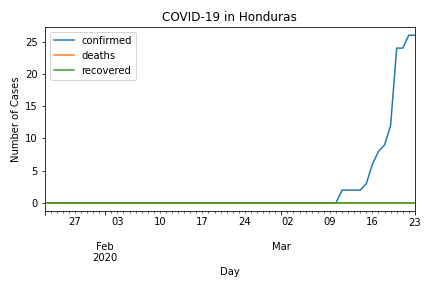 COVID-19 in Honduras
confirmed
deaths
recovered
Number of Cases
25
20
15
10
5
0
27 03 10 17 24 02 09 16 23
Feb Mar
2020
Day